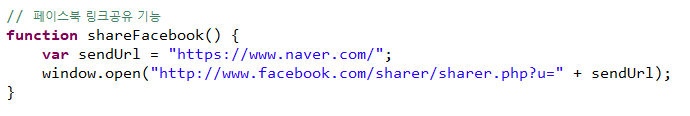 // 페이스북 링크공유 기능
function shareFacebook() {
    var sendUrl = "https://www.naver.com/";
    window.open("http://www.facebook.com/sharer/sharer.php?u=" + sendUrl);
}